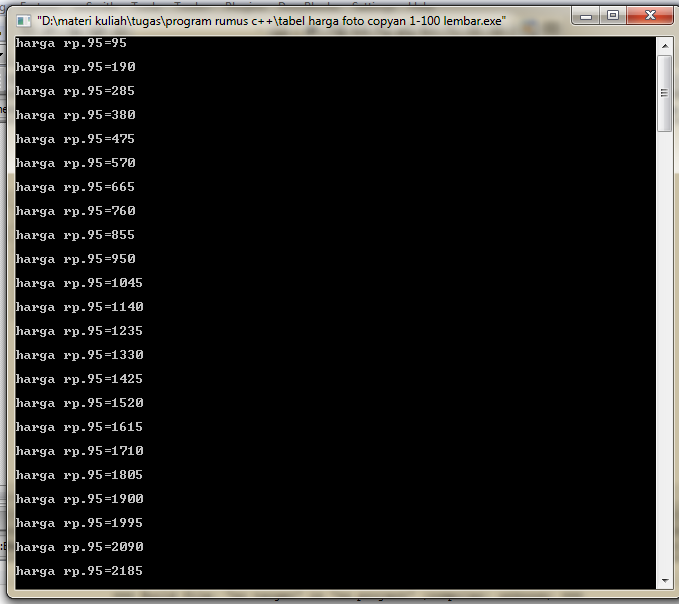 "D:\materi kuliah\tugas\program rumus c++\tabel harga foto copyan 1-100 lembar.exe"
harga rp.95=95
harga rp.95=190
harga rp.95=285
harga rp.95=380
harga rp.95=475
harga rp.95=570
harga rp.95=665
harga rp.95=760
harga rp.95=855
harga rp.95=950
harga rp.95=1045
harga rp.95=1140
harga rp.95=1235
harga rp.95=1330
harga rp.95=1425
harga rp.95=1520
harga rp.95=1615
harga rp.95=1710
harga rp.95=1805
harga rp.95=1900
harga rp.95=1995
harga rp.95=2090
harga rp.95=2185